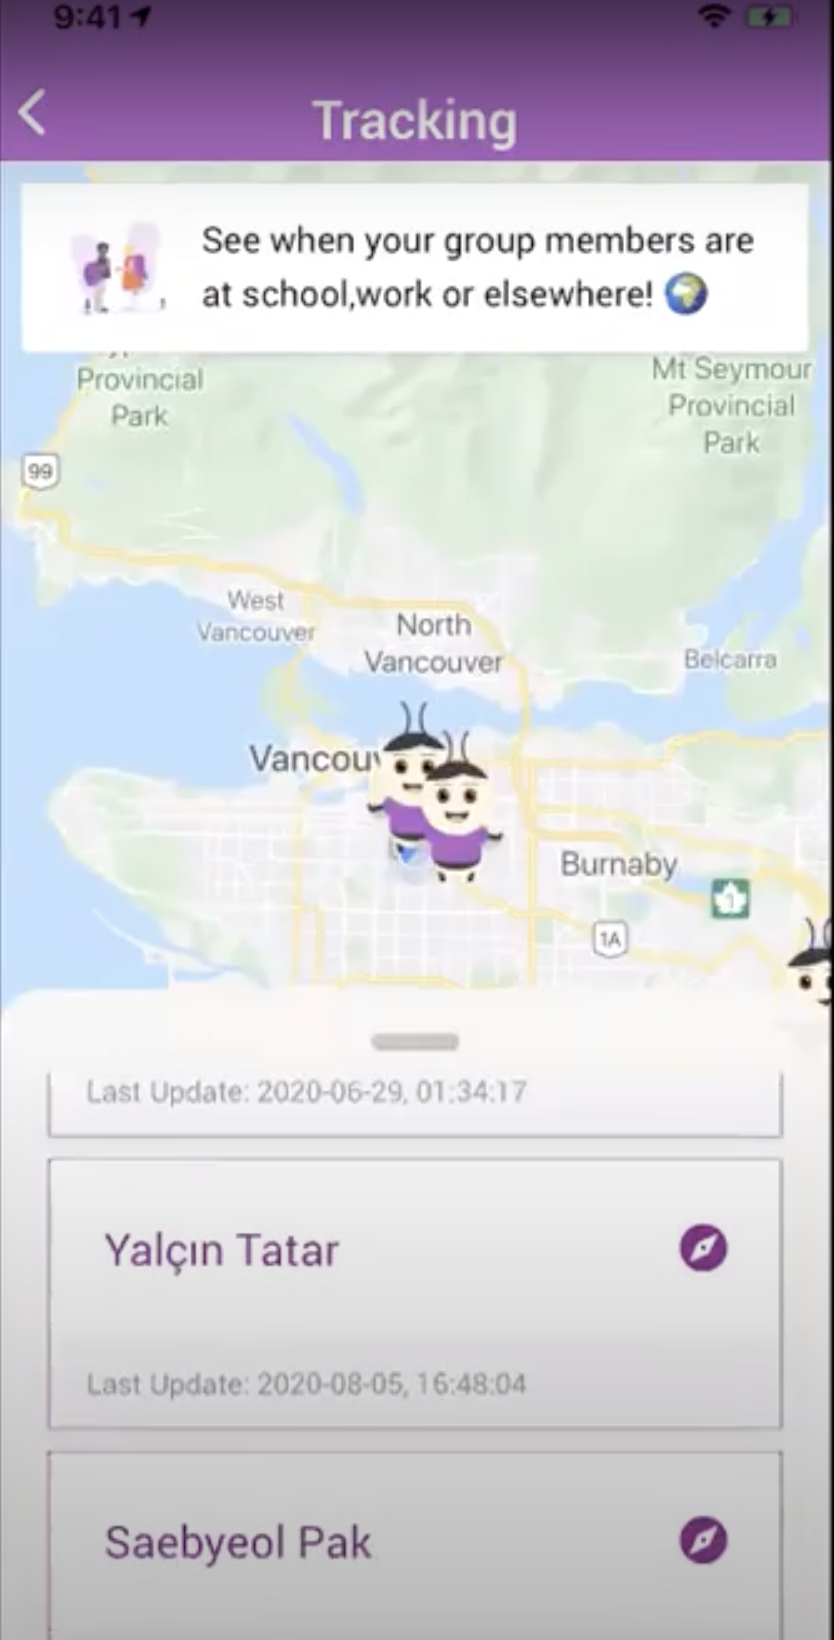 9:41
Tracking
See when your group members are
at school,work or elsewhere!
Provincial
Park
Mt Seymour
Provincial
Park
99
West
Vancouver
North
Vancouver
Belcarra
Vancouv
Burnaby
1
1A
Last Update: 2020-06-29, 01:34:17
Yalçın Tatar
Last Update: 2020-08-05, 16:48:04
Saebyeol Pak